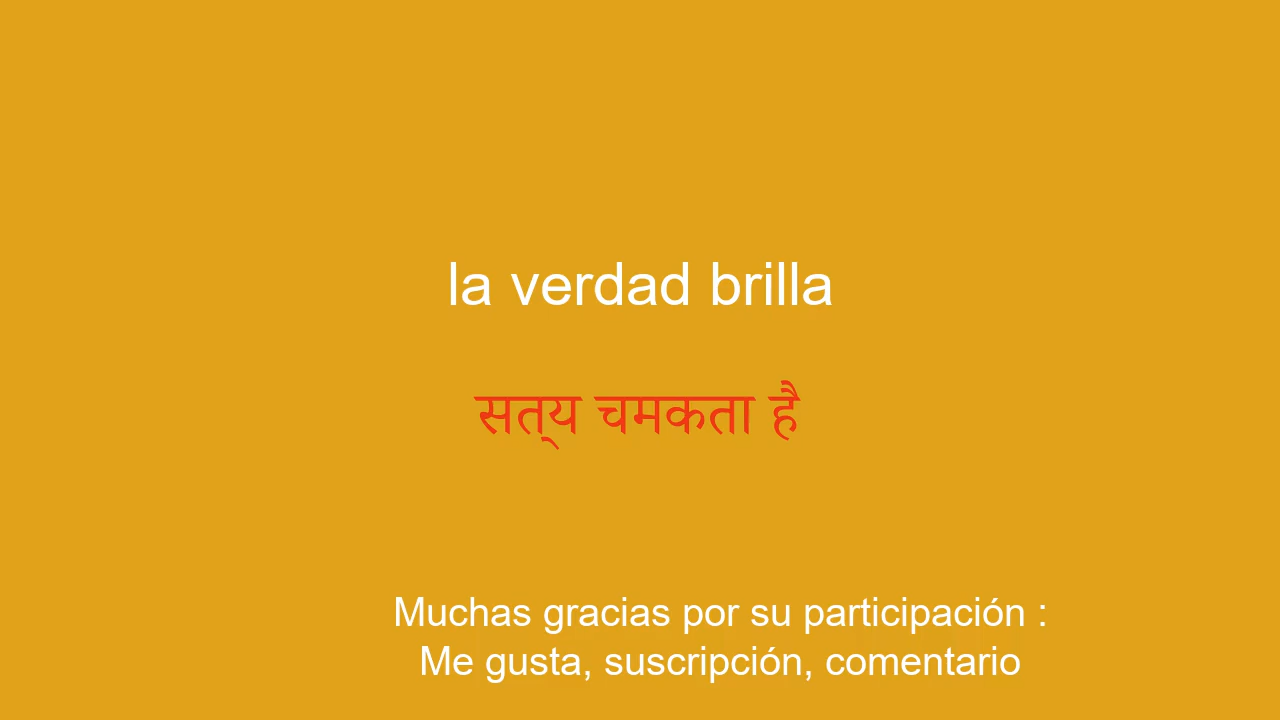 la verdad brilla
सत्य चमकता है
Muchas gracias por su participación :
Me gusta, suscripción, comentario